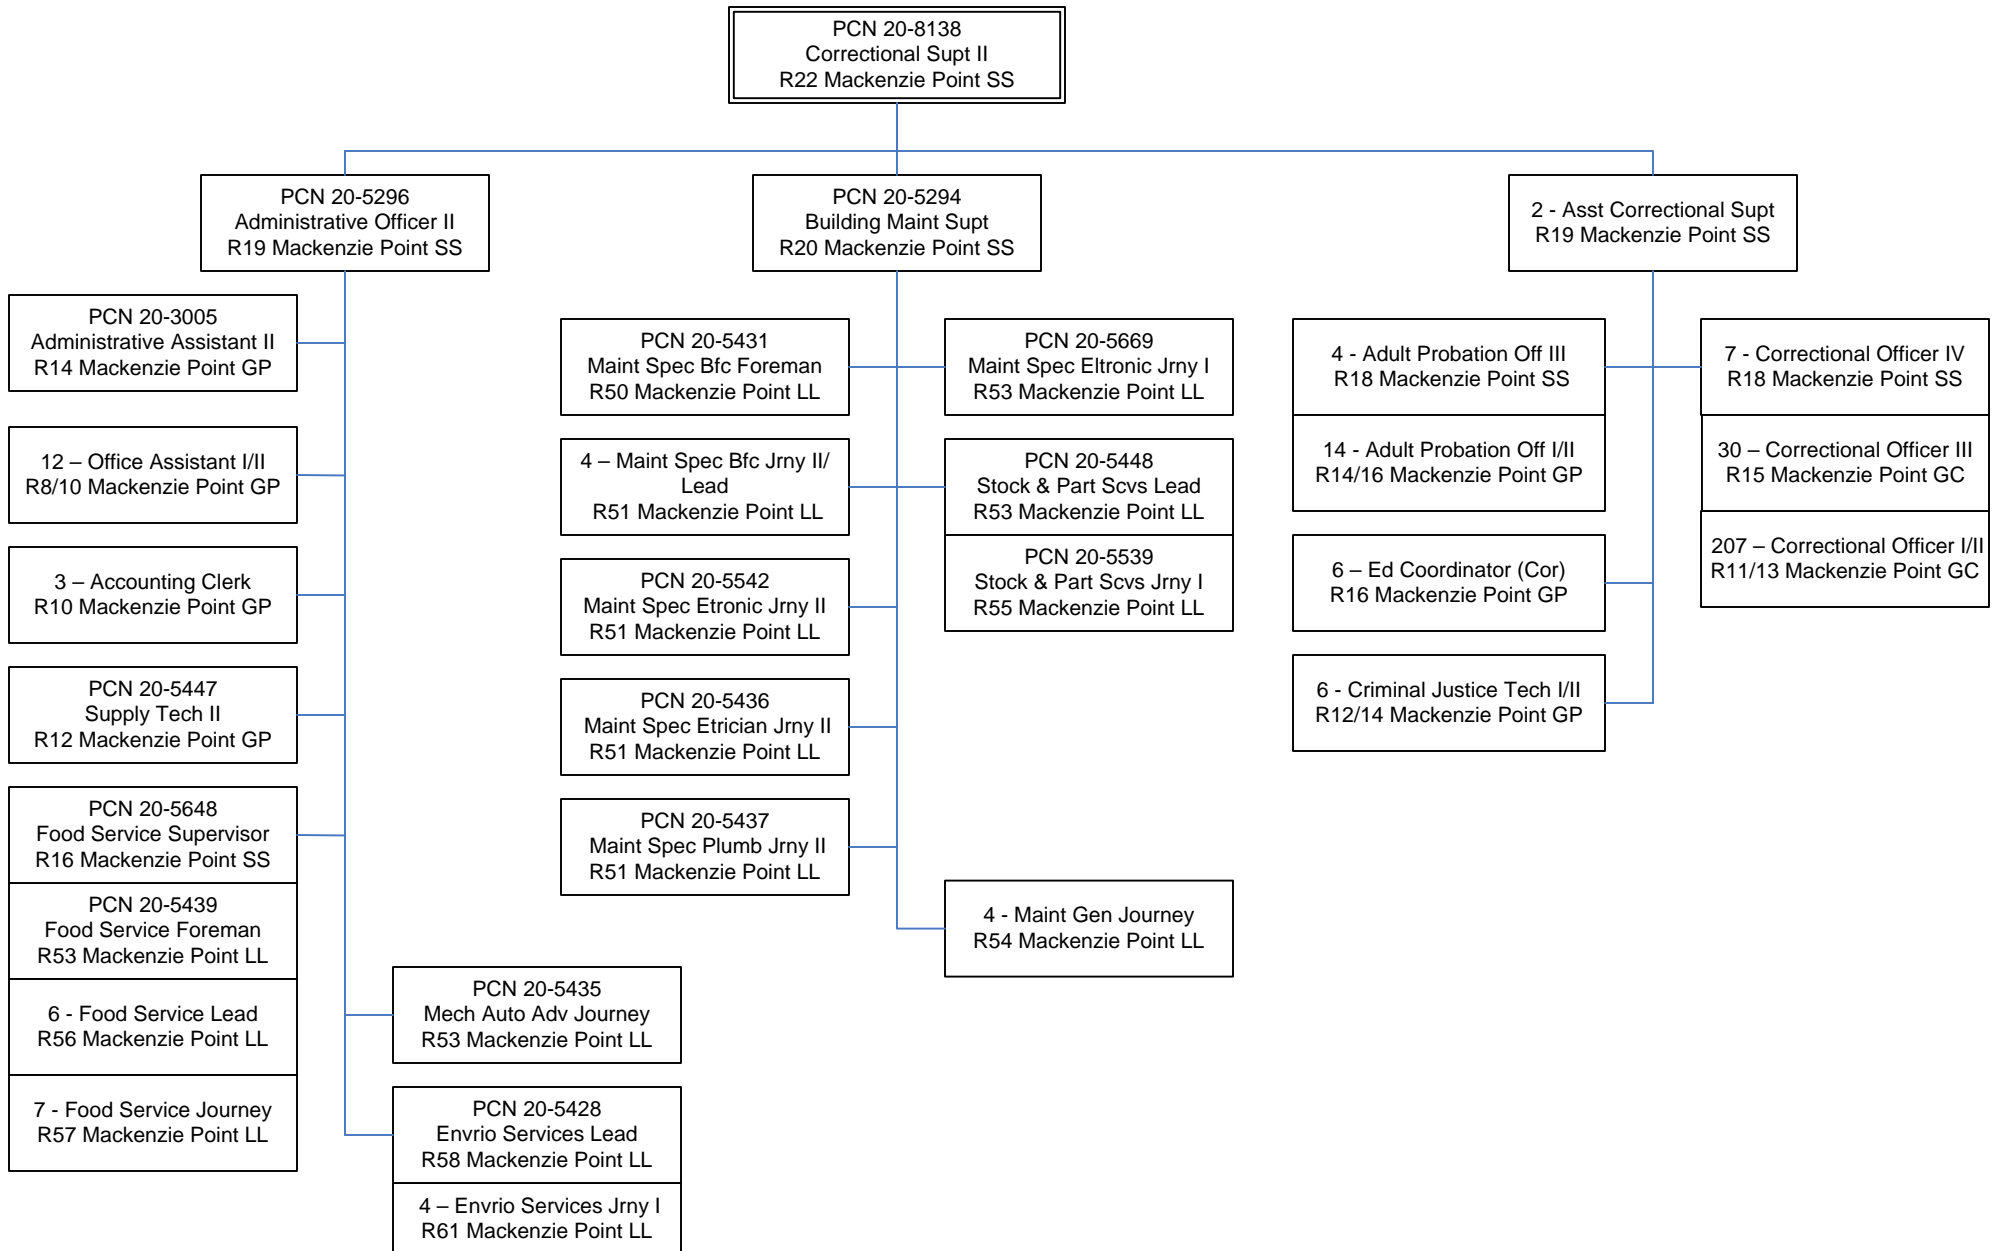 PCN 20-8138
Correctional Supt II
R22 Mackenzie Point SS
PCN 20-5296
Administrative Officer II
R19 Mackenzie Point SS
PCN 20-5294
Building Maint Supt
R20 Mackenzie Point SS
2 - Asst Correctional Supt
R19 Mackenzie Point SS
PCN 20-3005
Administrative Assistant II
R14 Mackenzie Point GP
12 – Office Assistant I/II
R8/10 Mackenzie Point GP
3 – Accounting Clerk
R10 Mackenzie Point GP
PCN 20-5447
Supply Tech II
R12 Mackenzie Point GP
PCN 20-5648
Food Service Supervisor
R16 Mackenzie Point SS
PCN 20-5439
Food Service Foreman
R53 Mackenzie Point LL
6 - Food Service Lead
R56 Mackenzie Point LL
7 - Food Service Journey
R57 Mackenzie Point LL
PCN 20-5435
Mech Auto Adv Journey
R53 Mackenzie Point LL
PCN 20-5428
Envrio Services Lead
R58 Mackenzie Point LL
4 – Envrio Services Jrny I
R61 Mackenzie Point LL
PCN 20-5431
Maint Spec Bfc Foreman
R50 Mackenzie Point LL
4 – Maint Spec Bfc Jrny II/
Lead
R51 Mackenzie Point LL
PCN 20-5542
Maint Spec Etronic Jrny II
R51 Mackenzie Point LL
PCN 20-5436
Maint Spec Etrician Jrny II
R51 Mackenzie Point LL
PCN 20-5437
Maint Spec Plumb Jrny II
R51 Mackenzie Point LL
PCN 20-5669
Maint Spec Eltronic Jrny I
R53 Mackenzie Point LL
PCN 20-5448
Stock & Part Scvs Lead
R53 Mackenzie Point LL
PCN 20-5539
Stock & Part Scvs Jrny I
R55 Mackenzie Point LL
4 - Maint Gen Journey
R54 Mackenzie Point LL
4 - Adult Probation Off III
R18 Mackenzie Point SS
14 - Adult Probation Off I/II
R14/16 Mackenzie Point GP
6 – Ed Coordinator (Cor)
R16 Mackenzie Point GP
6 - Criminal Justice Tech I/II
R12/14 Mackenzie Point GP
7 - Correctional Officer IV
R18 Mackenzie Point SS
30 – Correctional Officer III
R15 Mackenzie Point GC
207 – Correctional Officer I/II
R11/13 Mackenzie Point GC